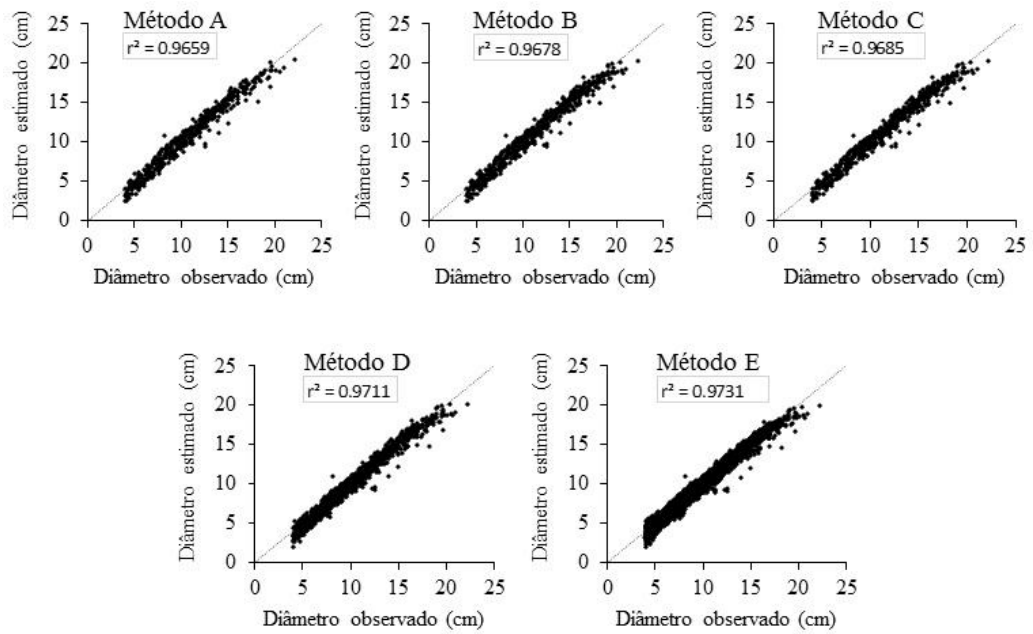 Método A
r² = 0.9659
Diâmetro estimado (cm)
25
20
15
10
5
0
0 5 10 15 20 25
Diâmetro observado (cm)
Método B
r² = 0.9678
Diâmetro estimado (cm)
25
20
15
10
5
0
0 5 10 15 20 25
Diâmetro observado (cm)
Método C
r² = 0.9685
Diâmetro estimado (cm)
25
20
15
10
5
0
0 5 10 15 20 25
Diâmetro observado (cm)
Método D
r² = 0.9711
Diâmetro estimado (cm)
25
20
15
10
5
0
0 5 10 15 20 25
Diâmetro observado (cm)
Método E
r² = 0.9731
Diâmetro estimado (cm)
25
20
15
10
5
0
0 5 10 15 20 25
Diâmetro observado (cm)